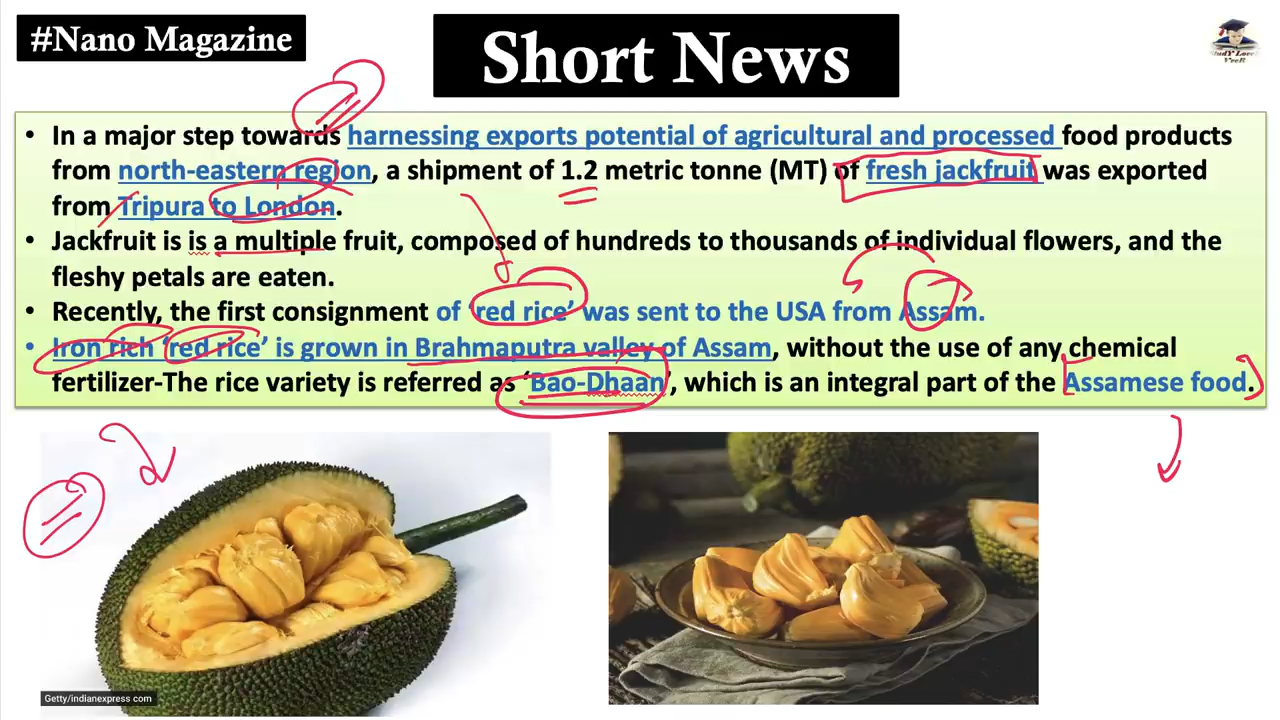 #Nano Magazine
Short News
StudY Lover
VeeR
• In a major step towards harnessing exports potential of agricultural and processed food products
from north-eastern region, a shipment of 1.2 metric tonne (MT) of fresh jackfruit was exported
from Tripura to London.
• Jackfruit is is a multiple fruit, composed of hundreds to thousands of individual flowers, and the
fleshy petals are eaten.
• Recently, the first consignment of ‘red rice’ was sent to the USA from Assam.
• Iron rich ‘red rice’ is grown in Brahmaputra valley of Assam, without the use of any chemical
fertilizer-The rice variety is referred as ‘Bao-Dhaan’, which is an integral part of the Assamese food.
Getty/indianexpress.com